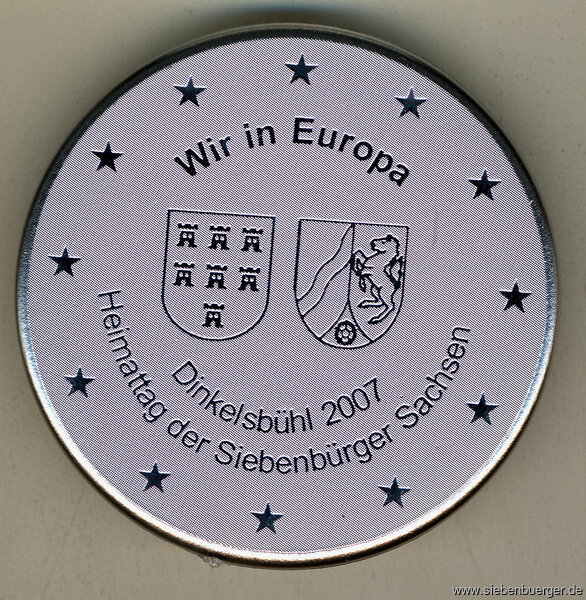 Wir in Europa
Dinkelsbühl 2007
Heimattag der Siebenbürger Sachsen
www.siebenbuerger.de